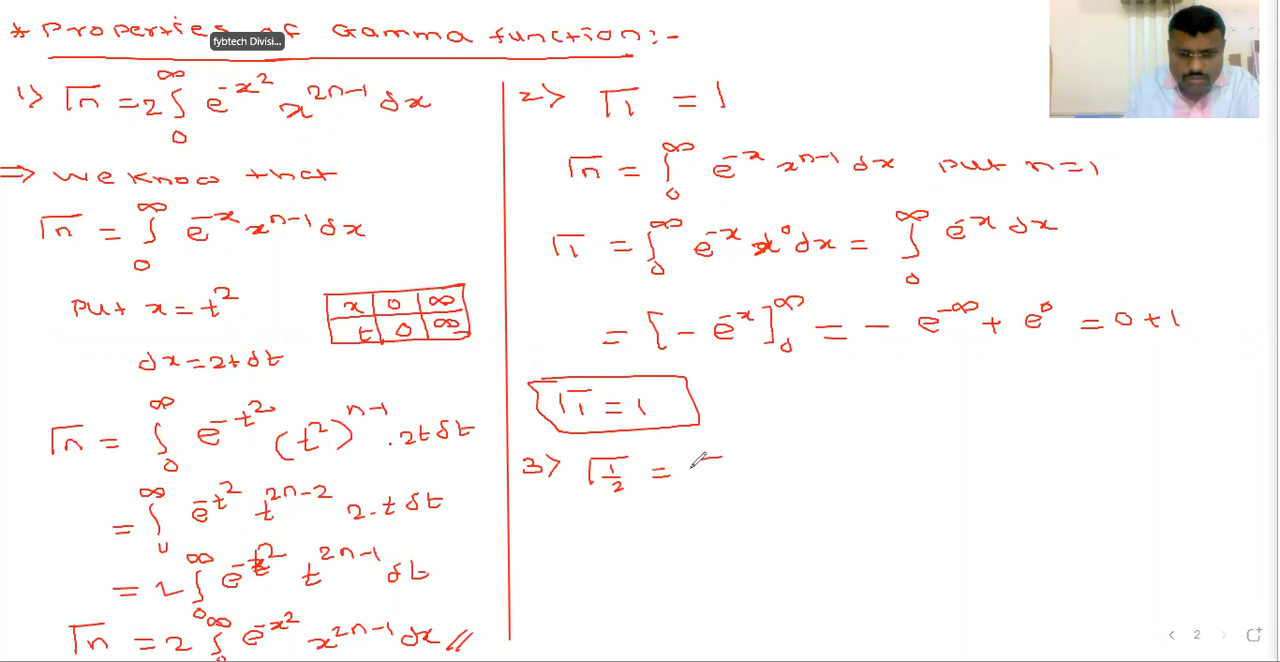 * Properties of Gamma function:-
fybtech Divisi...
1) Γn = 2 ∫₀^∞ e^{-x²} x^{2n-1} dx
⇒ we know that
Γn = ∫₀^∞ e^{-x} x^{n-1} dx
put x = t²
x 0 ∞
t 0 ∞
dx = 2t dt
Γn = ∫₀^∞ e^{-t²} (t²)^{n-1} . 2t dt
= ∫₀^∞ e^{-t²} t^{2n-2} 2.t dt
= 2 ∫₀^∞ e^{-t²} t^{2n-1} dt
Γn = 2 ∫₀^∞ e^{-x²} x^{2n-1} dx //
2) Γ1 = 1
Γn = ∫₀^∞ e^{-x} x^{n-1} dx put n=1
Γ1 = ∫₀^∞ e^{-x} x⁰ dx = ∫₀^∞ e^{-x} dx
= [- e^{-x}]₀^∞ = - e^{-∞} + e⁰ = 0+1
Γ1 = 1
3) Γ1/2 =
2